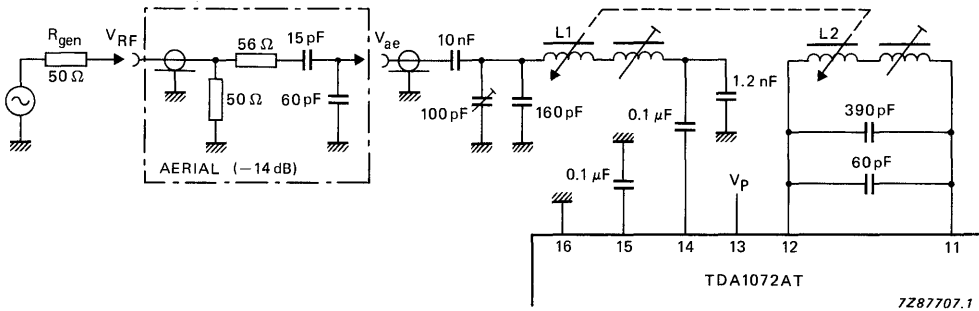 R_gen
50 Ω
V_RF
56 Ω
15 pF
50 Ω
60 pF
AERIAL (−14 dB)
V_ae
10 nF
100 pF
160 pF
L1
0.1 µF
0.1 µF
1.2 nF
V_P
L2
390 pF
60 pF
16 15 14 13 12 11
TDA1072AT
7Z87707.1